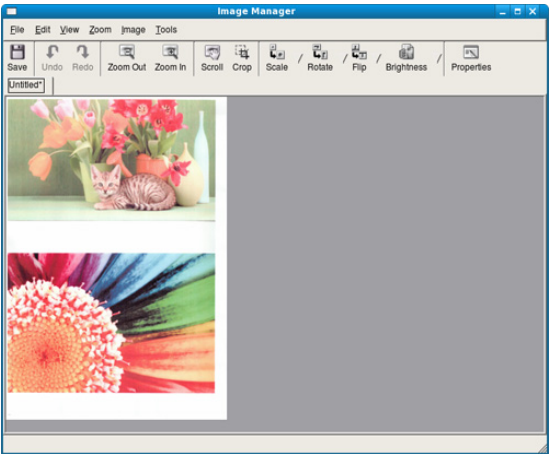 Image Manager
File Edit View Zoom Image Tools
Save Undo Redo Zoom Out Zoom In Scroll Crop Scale / Rotate / Flip / Brightness / Properties
Untitled*